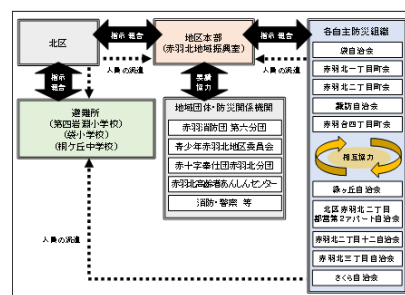 北区
指示・報告
地区本部
(赤羽北地域振興室)
指示・報告
各自主防災組織
袋自治会
赤羽北一丁目町会
赤羽北二丁目町会
諏訪自治会
赤羽台四丁目町会
相互協力
緑ヶ丘自治会
北区赤羽北二丁目
都営第2アパート自治会
赤羽北二丁目十二自治会
赤羽北三丁目自治会
さくら自治会
人員の派遣
人員の派遣
指示
報告
要請
協力
避難所
(第四岩淵小学校)
(袋小学校)
(桐ケ丘中学校)
地域団体・防災関係機関
赤羽消防団 第六分団
青少年赤羽北地区委員会
赤十字奉仕団赤羽北分団
赤羽北高齢者あんしんセンター
消防・警察 等
人員の派遣